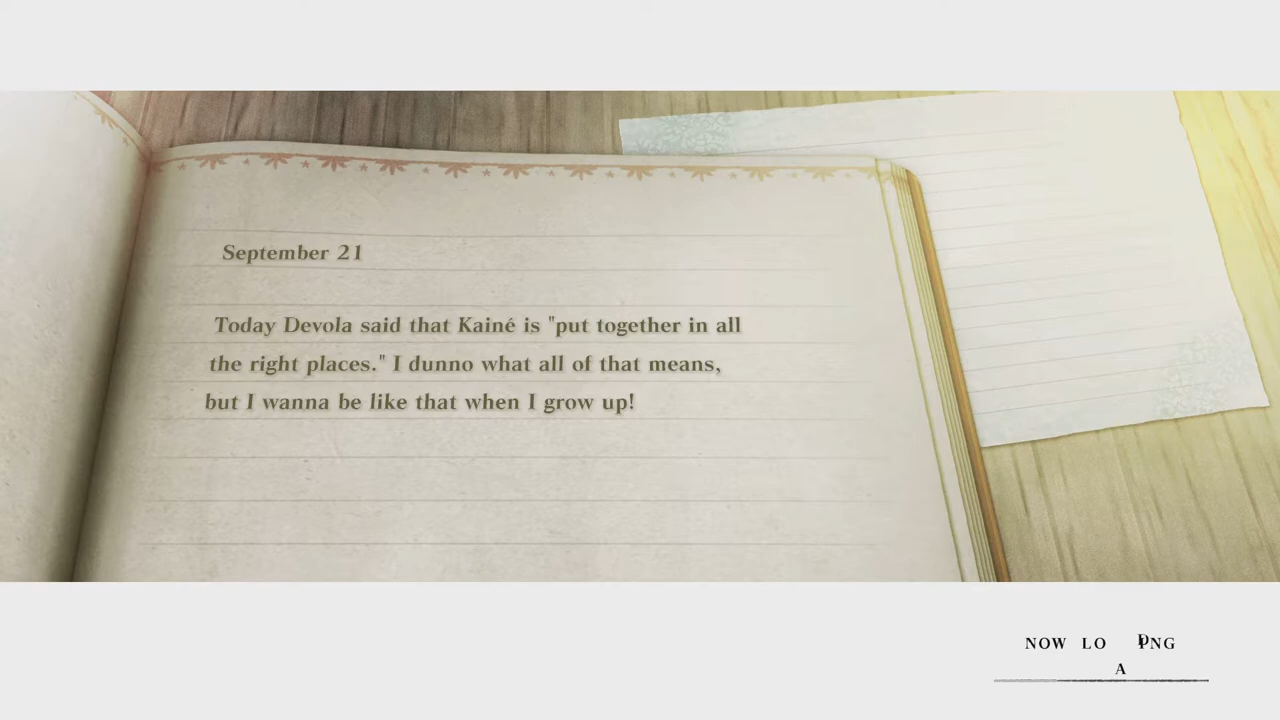 September 21
Today Devola said that Kainé is "put together in all
the right places." I dunno what all of that means,
but I wanna be like that when I grow up!
NOW LOADING